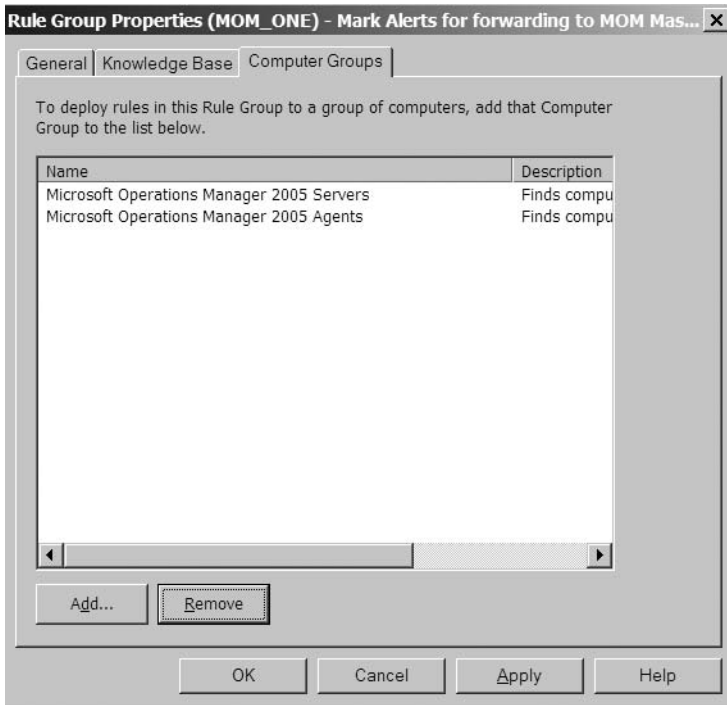 Rule Group Properties (MOM_ONE) - Mark Alerts for forwarding to MOM Mas...
General Knowledge Base Computer Groups
To deploy rules in this Rule Group to a group of computers, add that Computer
Group to the list below.
Name Description
Microsoft Operations Manager 2005 Servers Finds compu
Microsoft Operations Manager 2005 Agents Finds compu
Add... Remove
OK Cancel Apply Help